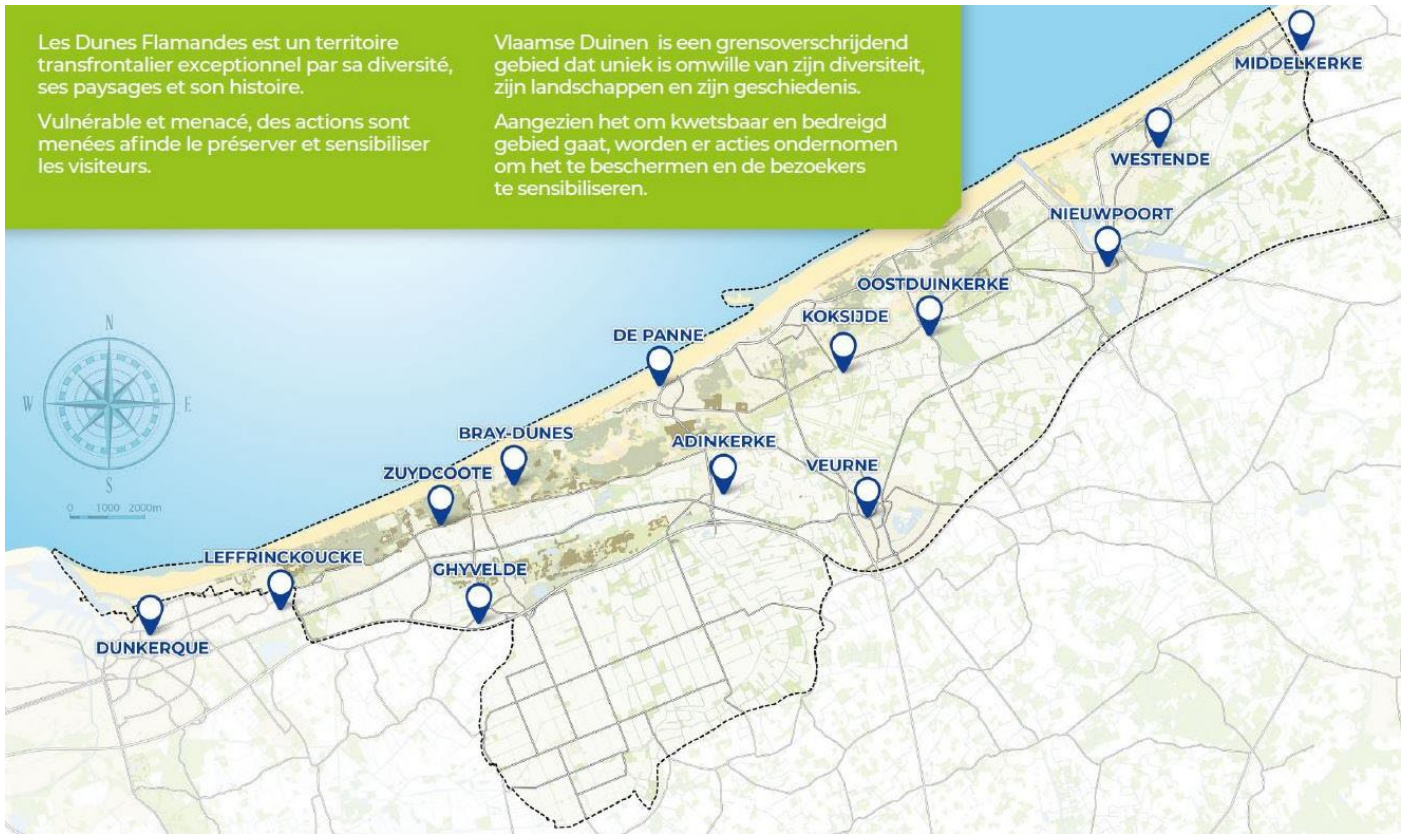 Les Dunes Flamandes est un territoire
transfrontalier exceptionnel par sa diversité,
ses paysages et son histoire.
Vulnérable et menacé, des actions sont
menées afinde le préserver et sensibiliser
les visiteurs.
Vlaamse Duinen is een grensoverschrijdend
gebied dat uniek is omwille van zijn diversiteit,
zijn landschappen en zijn geschiedenis.
Aangezien het om kwetsbaar en bedreigd
gebied gaat, worden er acties ondernomen
om het te beschermen en de bezoekers
te sensibiliseren.
MIDDELKERKE
WESTENDE
NIEUWPOORT
OOSTDUINKERKE
KOKSIJDE
DE PANNE
BRAY-DUNES
ADINKERKE
ZUYDCOOTE
VEURNE
LEFFRINCKOUCKE
GHYVELDE
DUNKERQUE
N
W
E
S
0 1000 2000m